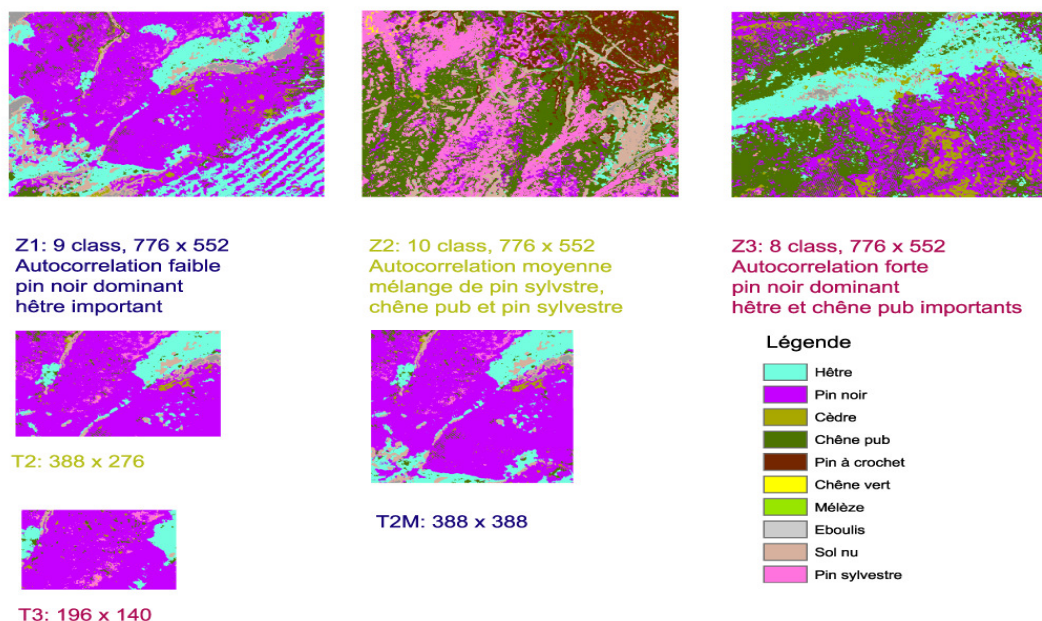 Z1: 9 class, 776 x 552
Autocorrelation faible
pin noir dominant
hêtre important
Z2: 10 class, 776 x 552
Autocorrelation moyenne
mélange de pin sylvstre,
chêne pub et pin sylvestre
Z3: 8 class, 776 x 552
Autocorrelation forte
pin noir dominant
hêtre et chêne pub importants
T2: 388 x 276
T2M: 388 x 388
T3: 196 x 140
Légende
Hêtre
Pin noir
Cèdre
Chêne pub
Pin à crochet
Chêne vert
Mélèze
Eboulis
Sol nu
Pin sylvestre